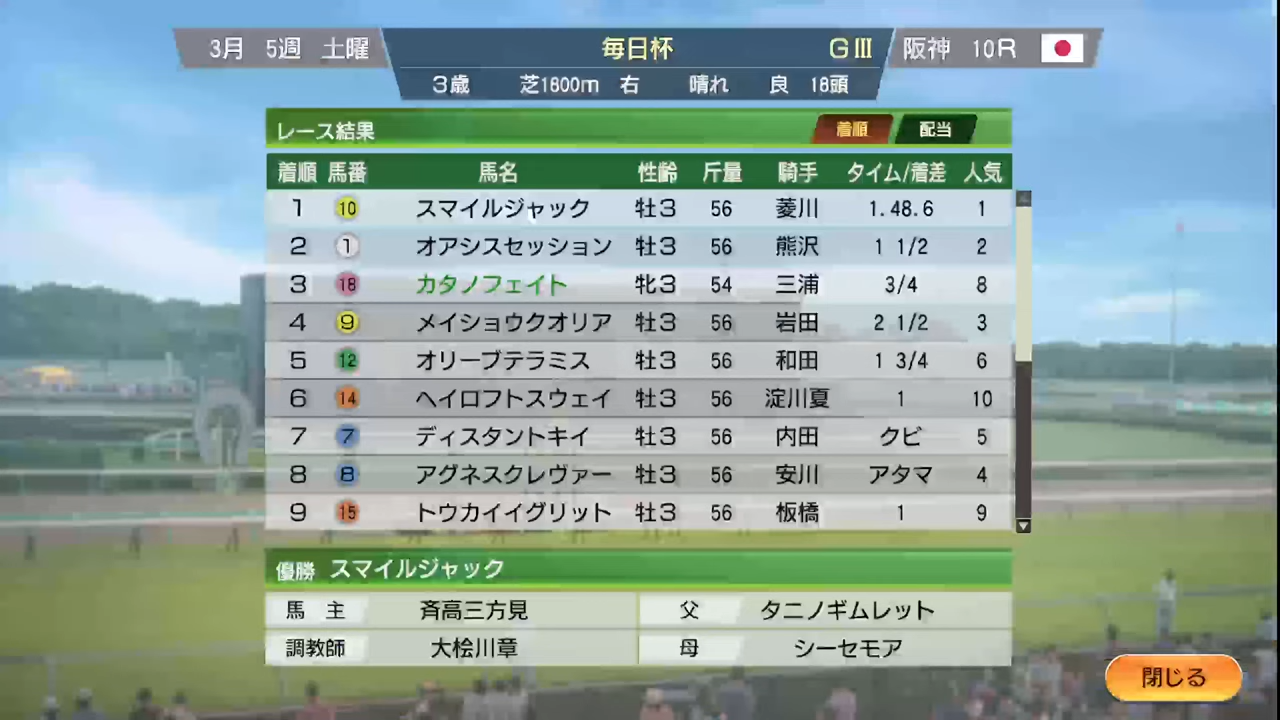 3月 5週 土曜 毎日杯 GⅢ 阪神 10R
3歳 芝1800m 右 晴れ 良 18頭
レース結果 着順 配当
着順 馬番 馬名 性齢 斤量 騎手 タイム/着差 人気
1 10 スマイルジャック 牡3 56 菱川 1.48.6 1
2 1 オアシスセッション 牡3 56 熊沢 1 1/2 2
3 18 カタノフェイト 牝3 54 三浦 3/4 8
4 9 メイショウクオリア 牡3 56 岩田 2 1/2 3
5 12 オリーブテラミス 牡3 56 和田 1 3/4 6
6 14 ヘイロフトスウェイ 牡3 56 淀川夏 1 10
7 7 ディスタントキイ 牡3 56 内田 クビ 5
8 8 アグネスクレヴァー 牡3 56 安川 アタマ 4
9 15 トウカイイグリット 牡3 56 板橋 1 9
優勝 スマイルジャック
馬主 斉高三方見 父 タニノギムレット
調教師 大桧川章 母 シーセモア
閉じる